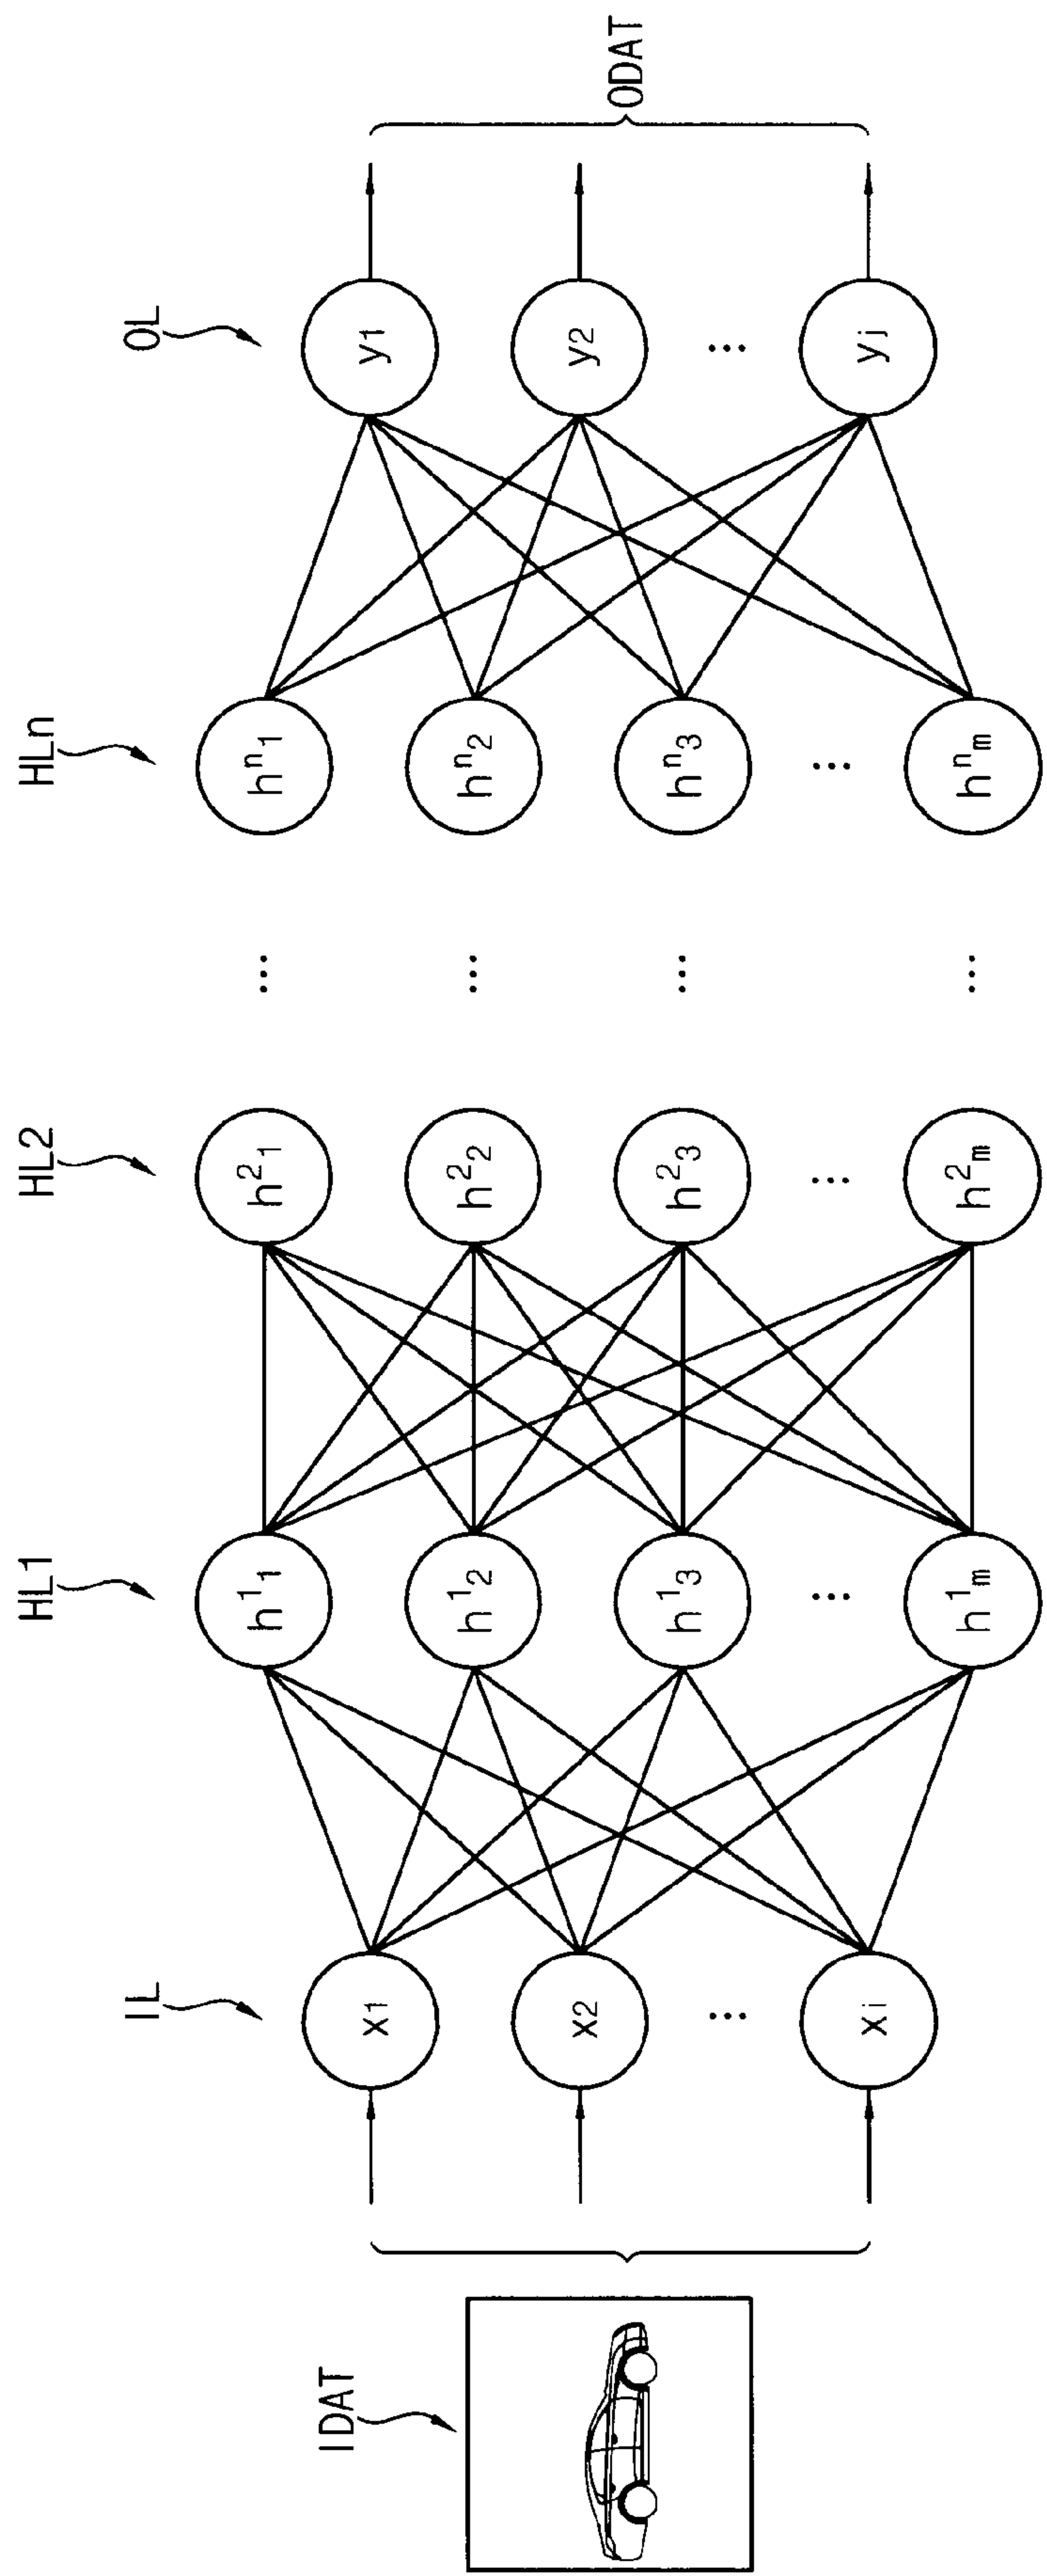 IDAT
IL
HL1
HL2
HLn
OL
x1
x2
⋮
xi
h¹1
h¹2
h¹3
⋮
h¹m
h²1
h²2
h²3
⋮
h²m
...
...
...
...
hⁿ1
hⁿ2
hⁿ3
⋮
hⁿm
y1
y2
⋮
yj
ODAT